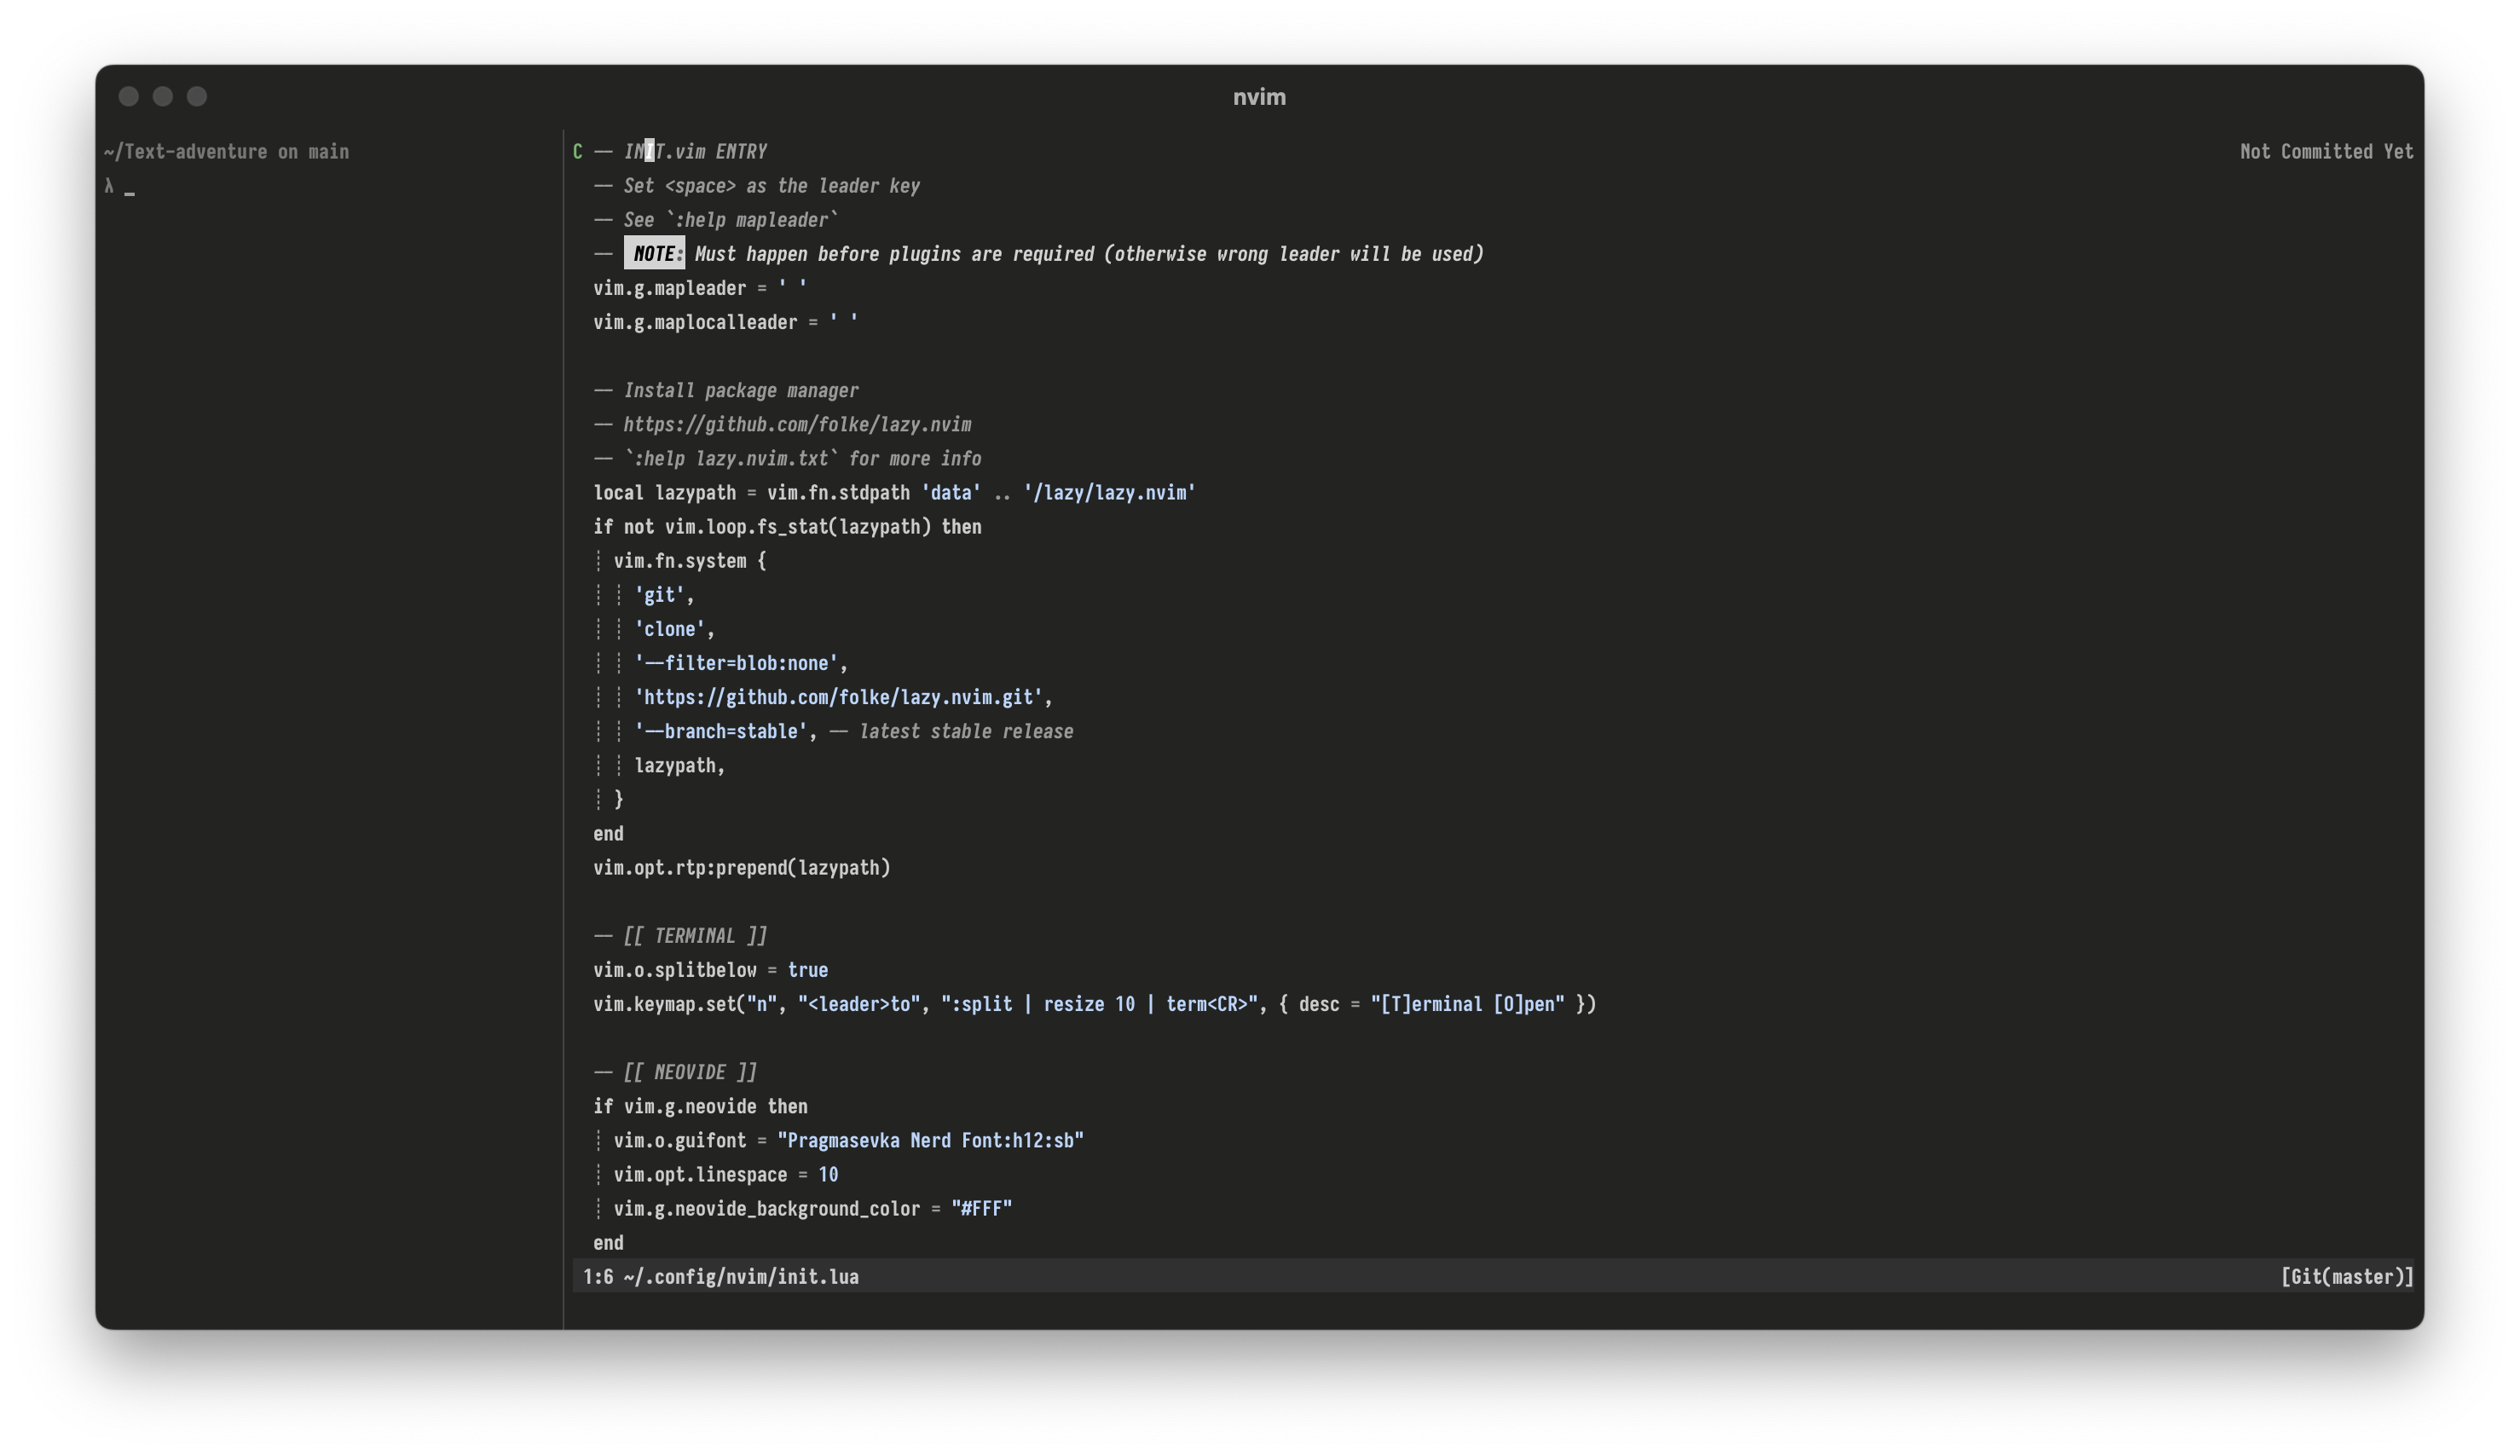 nvim
~/Text-adventure on main
λ _
C -- INIT.vim ENTRY Not Committed Yet
-- Set <space> as the leader key
-- See `:help mapleader`
-- NOTE: Must happen before plugins are required (otherwise wrong leader will be used)
vim.g.mapleader = ' '
vim.g.maplocalleader = ' '
-- Install package manager
-- https://github.com/folke/lazy.nvim
-- `:help lazy.nvim.txt` for more info
local lazypath = vim.fn.stdpath 'data' .. '/lazy/lazy.nvim'
if not vim.loop.fs_stat(lazypath) then
vim.fn.system {
'git',
'clone',
'--filter=blob:none',
'https://github.com/folke/lazy.nvim.git',
'--branch=stable', -- latest stable release
lazypath,
}
end
vim.opt.rtp:prepend(lazypath)
-- [[ TERMINAL ]]
vim.o.splitbelow = true
vim.keymap.set("n", "<leader>to", ":split | resize 10 | term<CR>", { desc = "[T]erminal [O]pen" })
-- [[ NEOVIDE ]]
if vim.g.neovide then
vim.o.guifont = "Pragmasevka Nerd Font:h12:sb"
vim.opt.linespace = 10
vim.g.neovide_background_color = "#FFF"
end
1:6 ~/.config/nvim/init.lua [Git(master)]